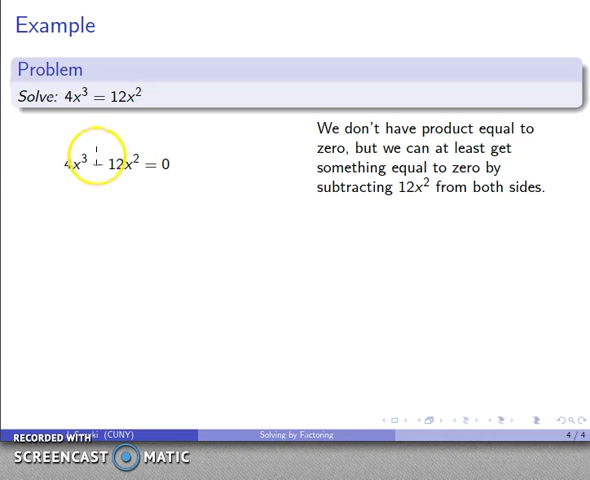 Example
Problem
Solve: 4x³ = 12x²
4x³ − 12x² = 0
We don't have product equal to
zero, but we can at least get
something equal to zero by
subtracting 12x² from both sides.
(CUNY)
Solving by Factoring
4 / 4
RECORDED WITH
SCREENCAST MATIC